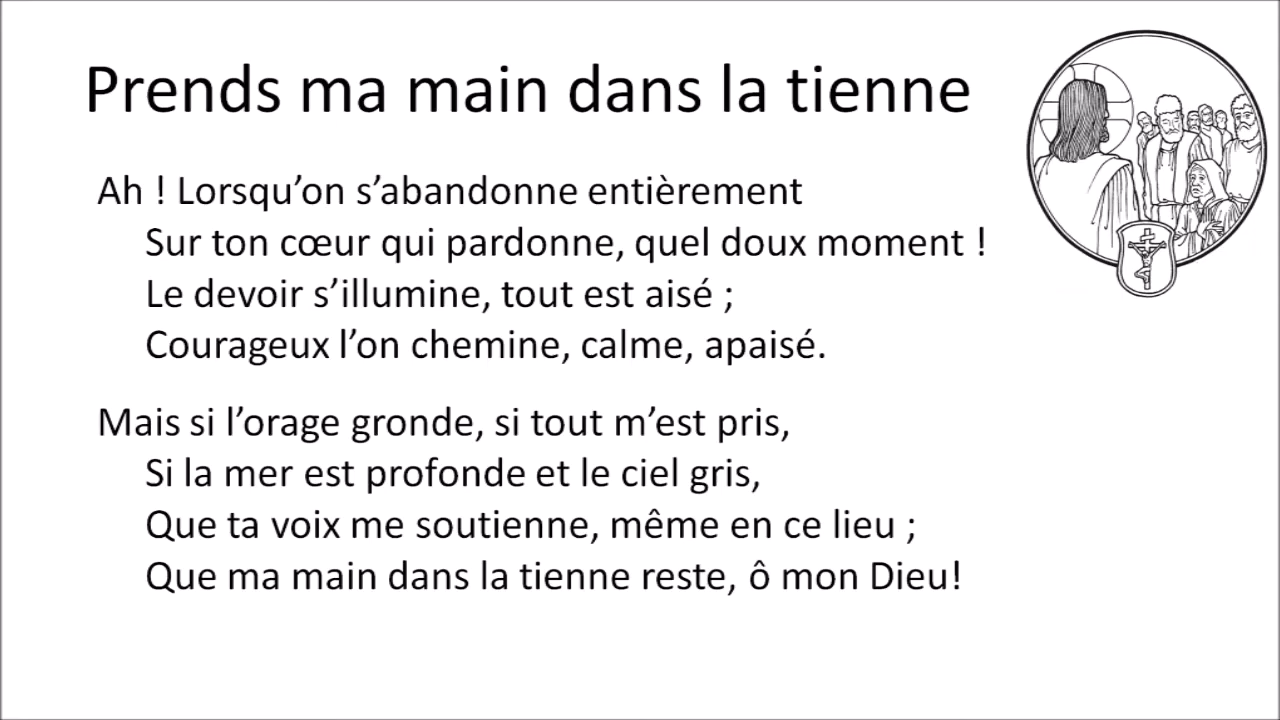 Prends ma main dans la tienne
Ah ! Lorsqu’on s’abandonne entièrement
Sur ton cœur qui pardonne, quel doux moment !
Le devoir s’illumine, tout est aisé ;
Courageux l’on chemine, calme, apaisé.
Mais si l’orage gronde, si tout m’est pris,
Si la mer est profonde et le ciel gris,
Que ta voix me soutienne, même en ce lieu ;
Que ma main dans la tienne reste, ô mon Dieu!